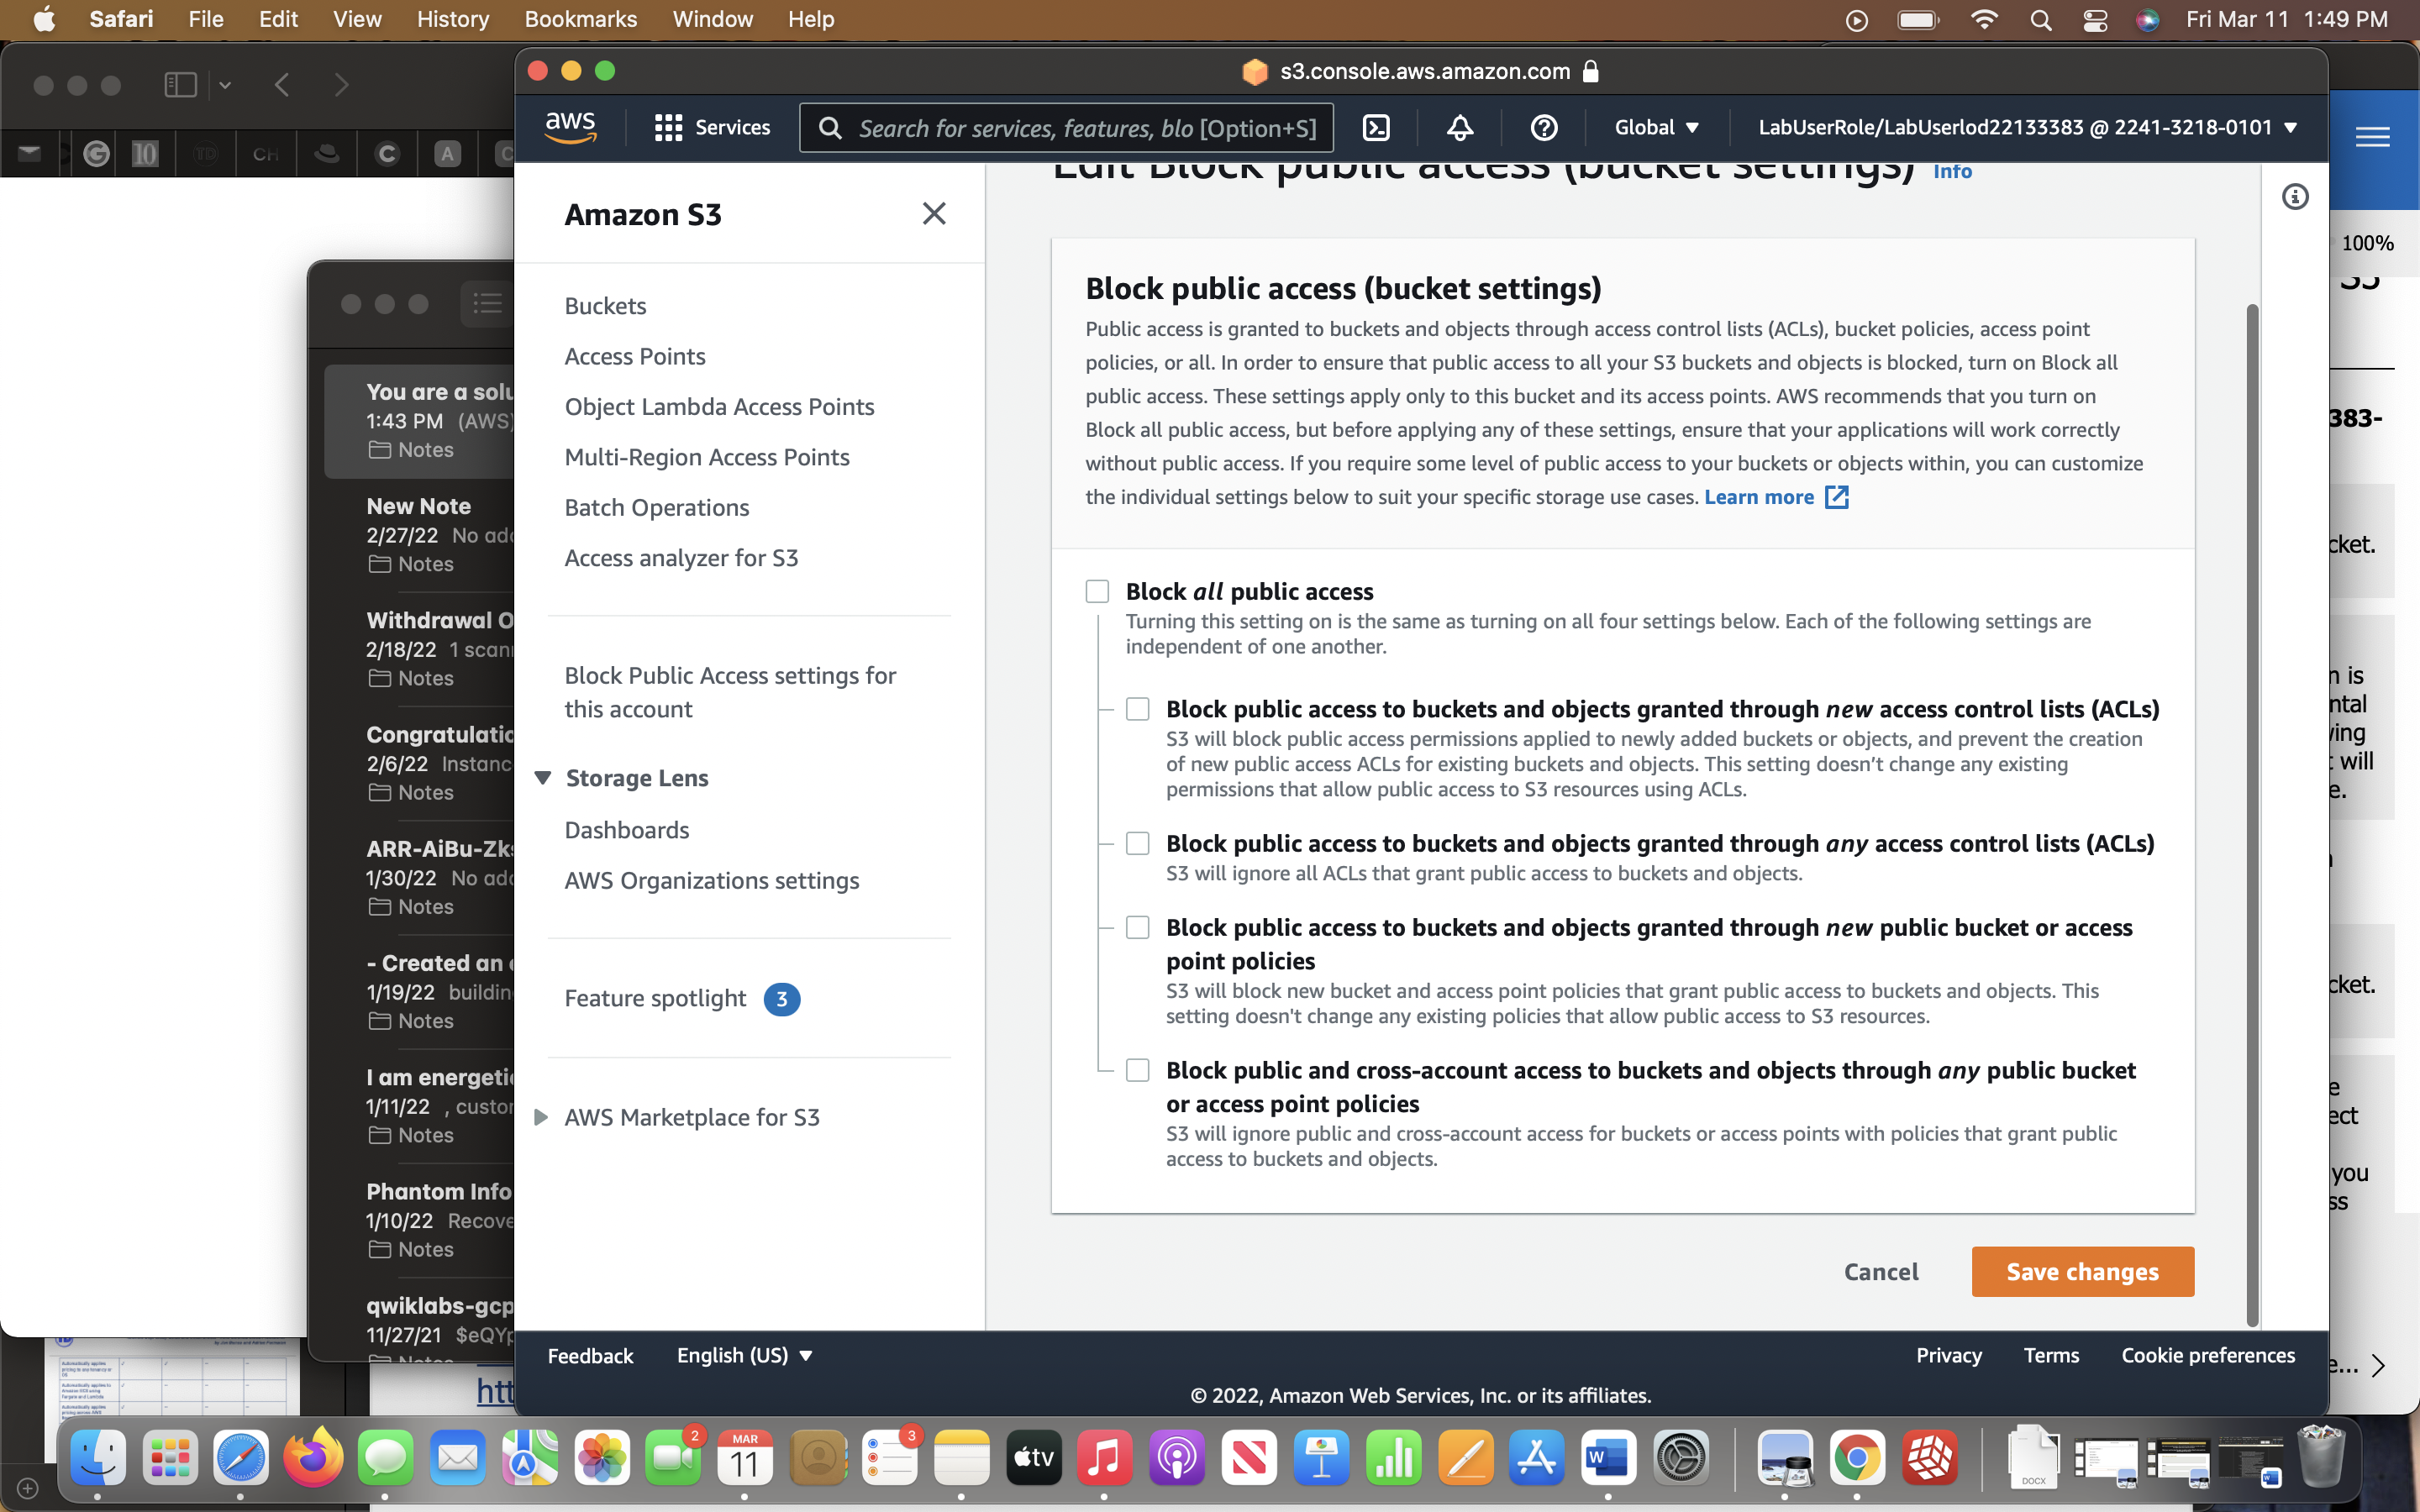 Safari File Edit View History Bookmarks Window Help Fri Mar 11 1:49 PM
s3.console.aws.amazon.com
aws Services Search for services, features, blo [Option+S] Global LabUserRole/LabUserlod22133383 @ 2241-3218-0101
10 TD CH C A
100%
Edit Block public access (bucket settings) Info
Amazon S3
Buckets
Access Points
Object Lambda Access Points
Multi-Region Access Points
Batch Operations
Access analyzer for S3
Block Public Access settings for
this account
Storage Lens
Dashboards
AWS Organizations settings
Feature spotlight 3
AWS Marketplace for S3
Block public access (bucket settings)
Public access is granted to buckets and objects through access control lists (ACLs), bucket policies, access point
policies, or all. In order to ensure that public access to all your S3 buckets and objects is blocked, turn on Block all
public access. These settings apply only to this bucket and its access points. AWS recommends that you turn on
Block all public access, but before applying any of these settings, ensure that your applications will work correctly
without public access. If you require some level of public access to your buckets or objects within, you can customize
the individual settings below to suit your specific storage use cases. Learn more
Block all public access
Turning this setting on is the same as turning on all four settings below. Each of the following settings are
independent of one another.
Block public access to buckets and objects granted through new access control lists (ACLs)
S3 will block public access permissions applied to newly added buckets or objects, and prevent the creation
of new public access ACLs for existing buckets and objects. This setting doesn't change any existing
permissions that allow public access to S3 resources using ACLs.
Block public access to buckets and objects granted through any access control lists (ACLs)
S3 will ignore all ACLs that grant public access to buckets and objects.
Block public access to buckets and objects granted through new public bucket or access
point policies
S3 will block new bucket and access point policies that grant public access to buckets and objects. This
setting doesn't change any existing policies that allow public access to S3 resources.
Block public and cross-account access to buckets and objects through any public bucket
or access point policies
S3 will ignore public and cross-account access for buckets or access points with policies that grant public
access to buckets and objects.
Cancel Save changes
Feedback English (US) Privacy Terms Cookie preferences
© 2022, Amazon Web Services, Inc. or its affiliates.
You are a solu
1:43 PM (AWS)
Notes
New Note
2/27/22 No add
Notes
Withdrawal O
2/18/22 1 scann
Notes
Congratulatio
2/6/22 Instanc
Notes
ARR-AiBu-Zks
1/30/22 No add
Notes
- Created an e
1/19/22 building
Notes
I am energetic
1/11/22 , custor
Notes
Phantom Info
1/10/22 Recove
Notes
qwiklabs-gcp
11/27/21 $eQYp
Notes
htt
383-
cket.
n is
ntal
ving
t will
e.
cket.
e
ect
you
ss
e...
2 MAR 11 3 tv W DOCX